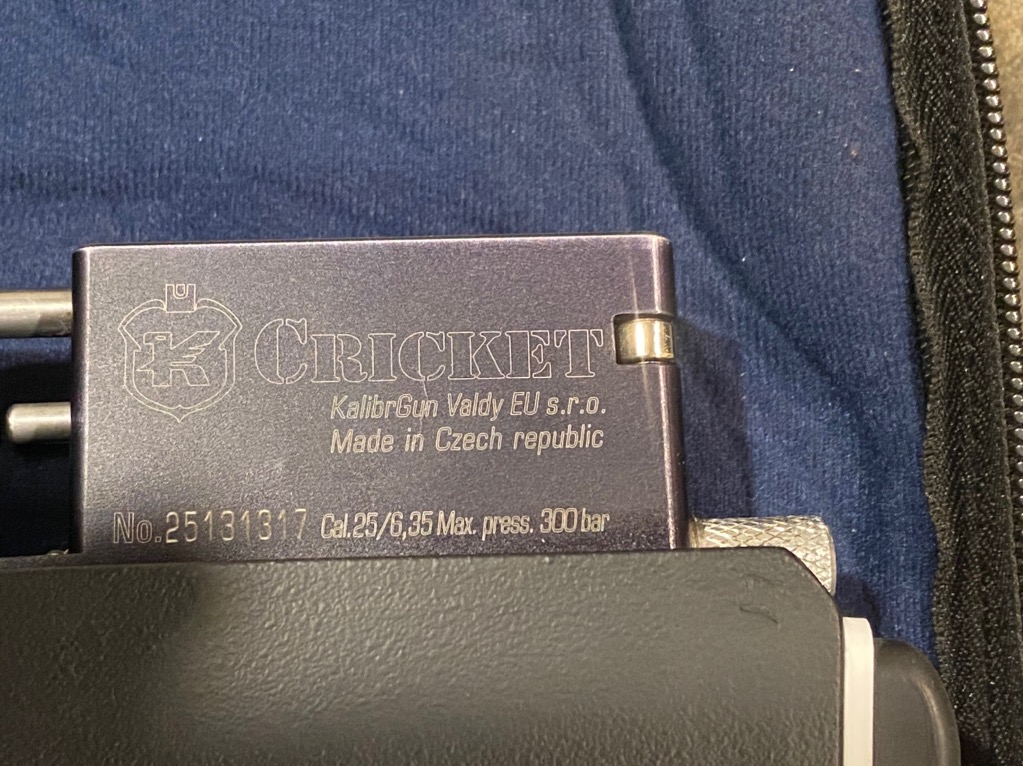 CRICKET
KalibrGun Valdy EU s.r.o.
Made in Czech republic
No.25131317 Cal.25/6,35 Max. press. 300 bar